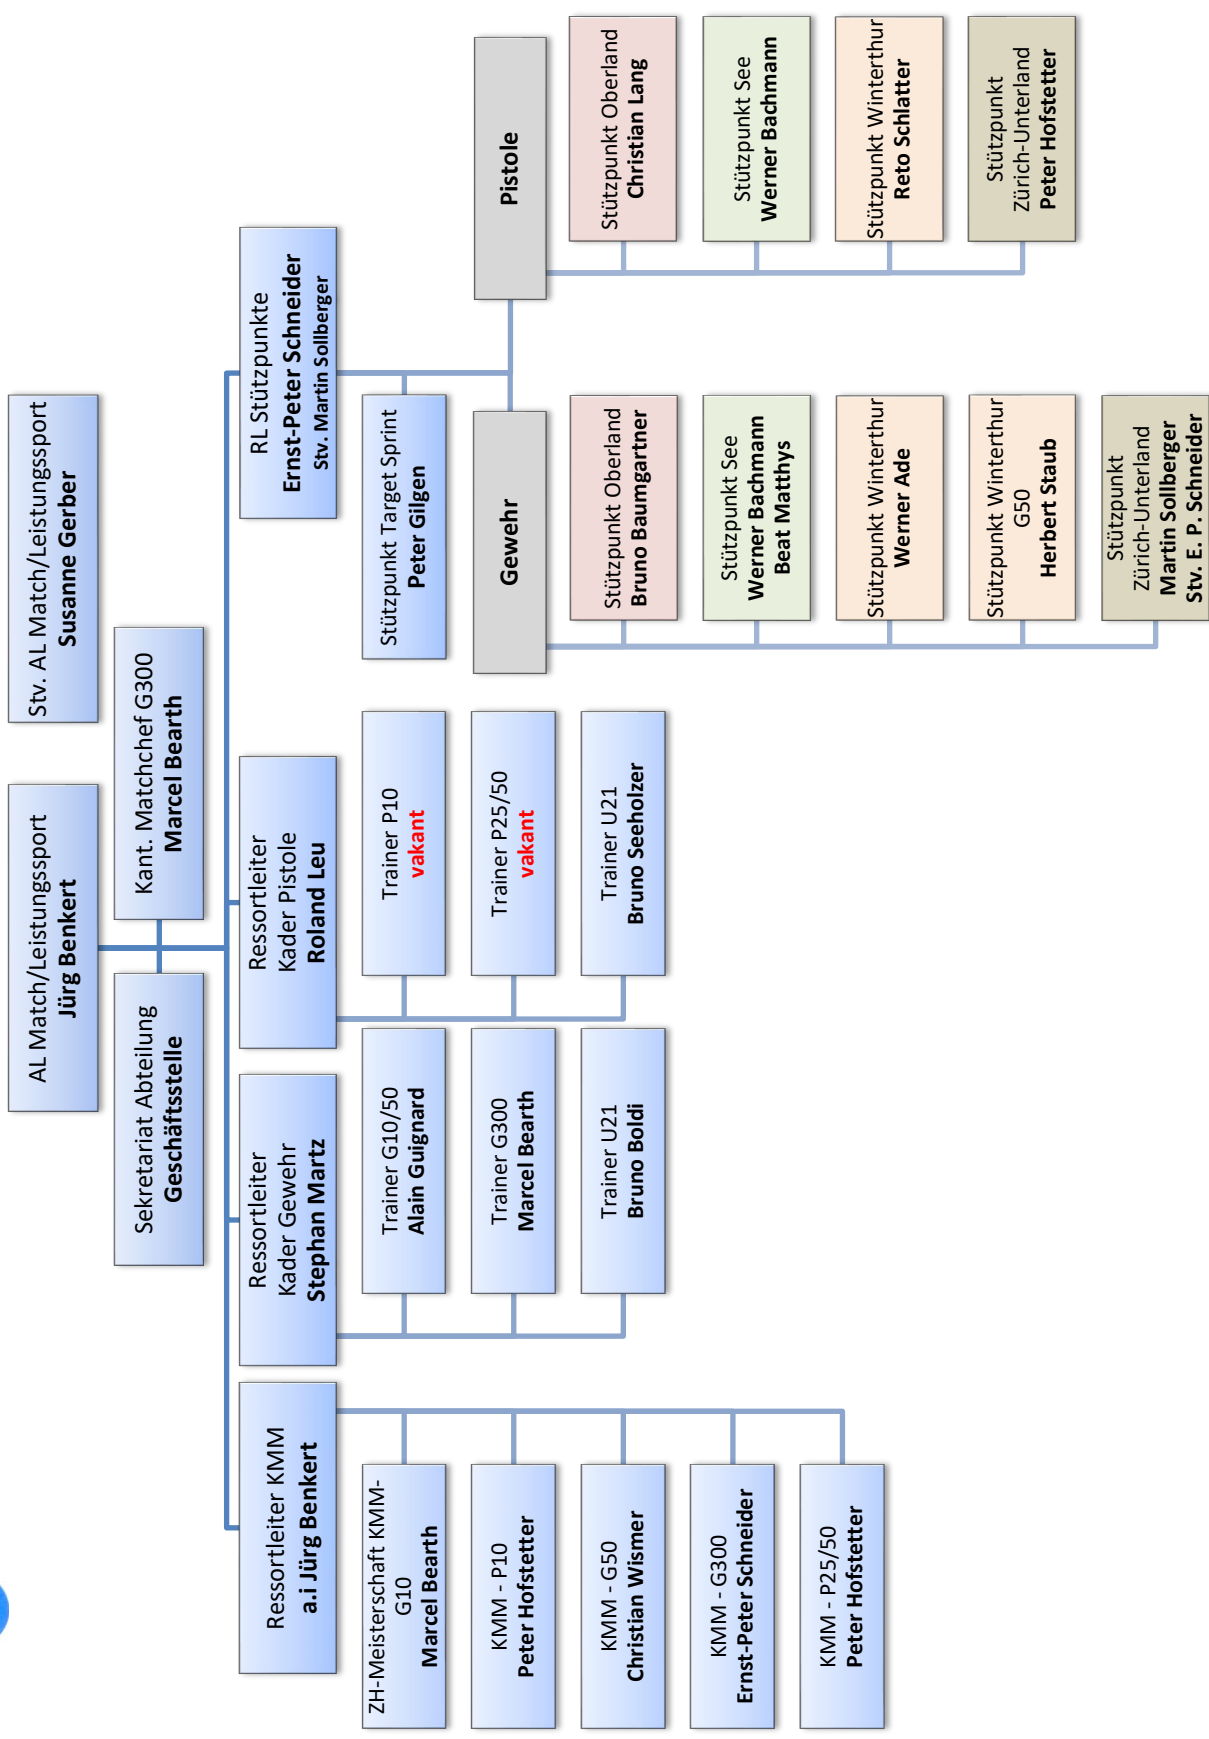 AL Match/Leistungssport
Jürg Benkert
Stv. AL Match/Leistungssport
Susanne Gerber
Sekretariat Abteilung
Geschäftsstelle
Kant. Matchchef G300
Marcel Bearth
Ressortleiter KMM
a.i Jürg Benkert
ZH-Meisterschaft KMM-
G10
Marcel Bearth
KMM - P10
Peter Hofstetter
KMM - G50
Christian Wismer
KMM - G300
Ernst-Peter Schneider
KMM - P25/50
Peter Hofstetter
Ressortleiter
Kader Gewehr
Stephan Martz
Trainer G10/50
Alain Guignard
Trainer G300
Marcel Bearth
Trainer U21
Bruno Boldi
Ressortleiter
Kader Pistole
Roland Leu
Trainer P10
vakant
Trainer P25/50
vakant
Trainer U21
Bruno Seeholzer
RL Stützpunkte
Ernst-Peter Schneider
Stv. Martin Sollberger
Stützpunkt Target Sprint
Peter Gilgen
Gewehr
Stützpunkt Oberland
Bruno Baumgartner
Stützpunkt See
Werner Bachmann
Beat Matthys
Stützpunkt Winterthur
Werner Ade
Stützpunkt Winterthur
G50
Herbert Staub
Stützpunkt
Zürich-Unterland
Martin Sollberger
Stv. E. P. Schneider
Pistole
Stützpunkt Oberland
Christian Lang
Stützpunkt See
Werner Bachmann
Stützpunkt Winterthur
Reto Schlatter
Stützpunkt
Zürich-Unterland
Peter Hofstetter